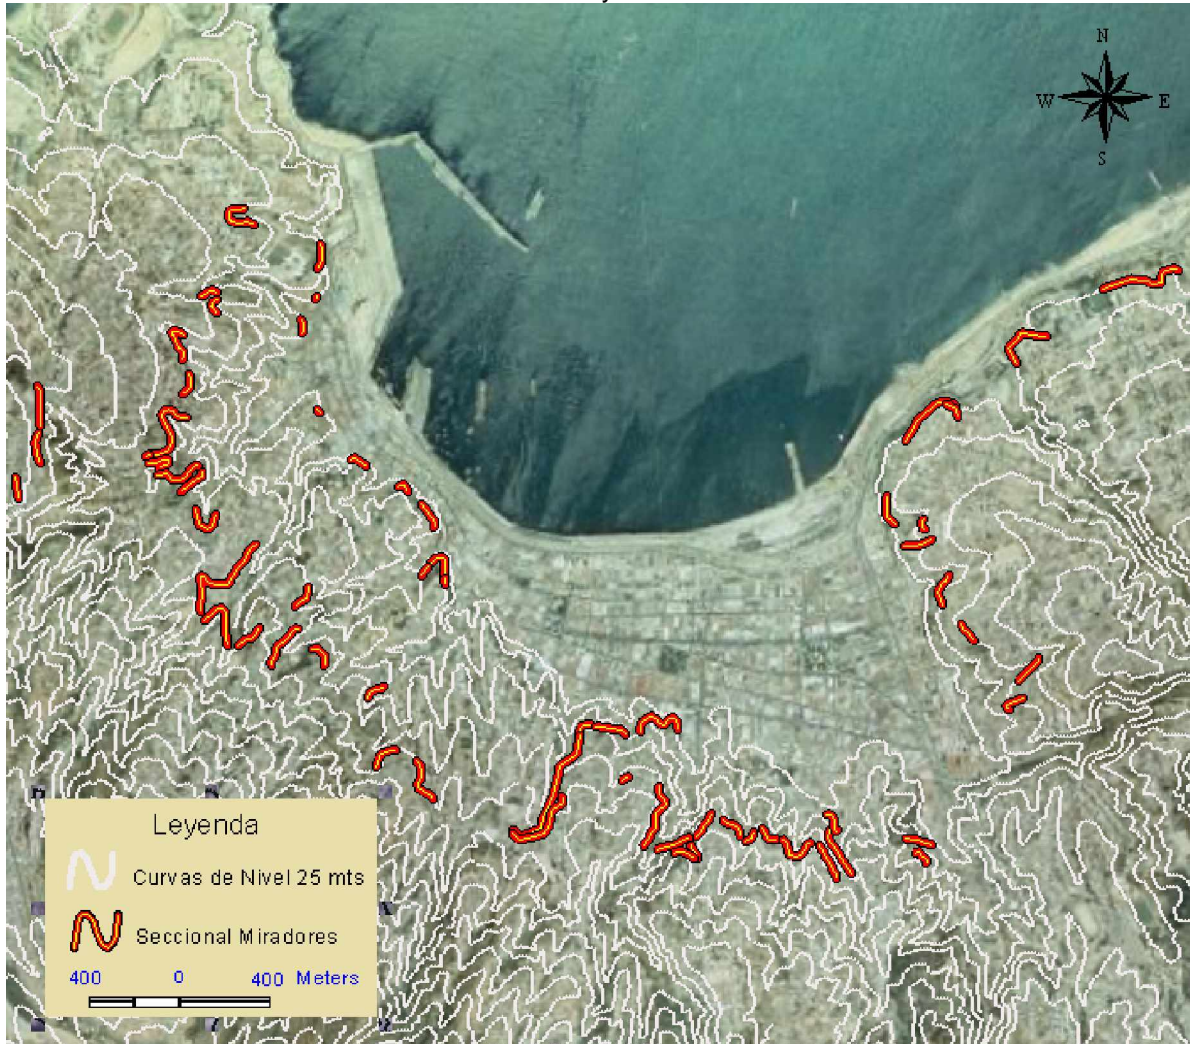 N
W E
S
Leyenda
Curvas de Nivel 25 mts
Seccional Miradores
400 0 400 Meters